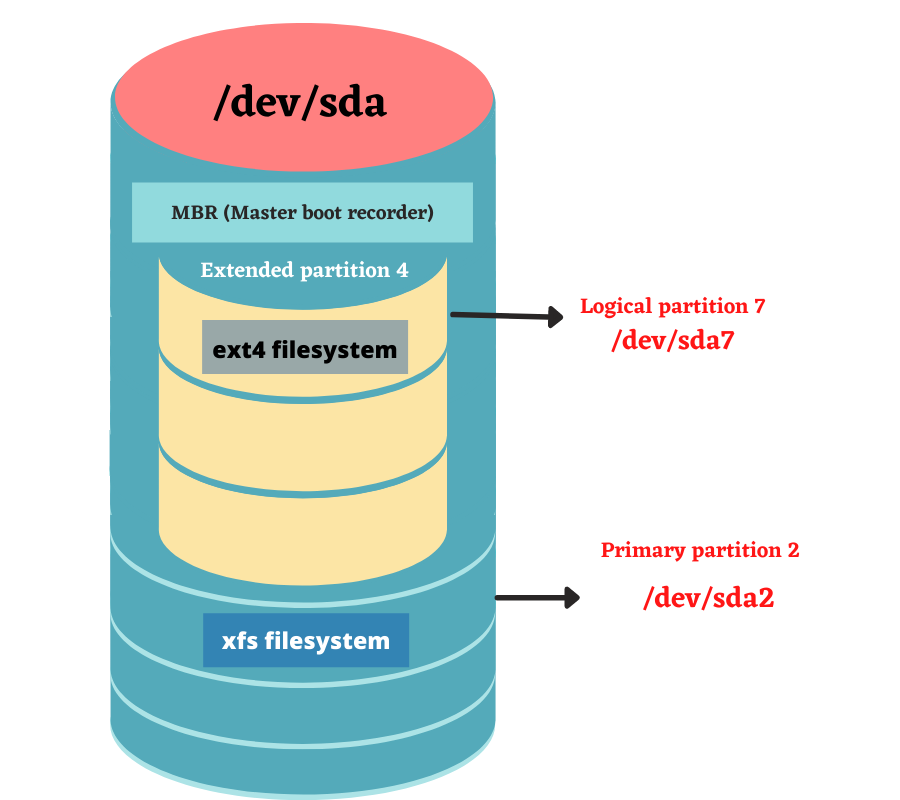 /dev/sda
MBR (Master boot recorder)
Extended partition 4
ext4 filesystem
Logical partition 7
/dev/sda7
Primary partition 2
/dev/sda2
xfs filesystem